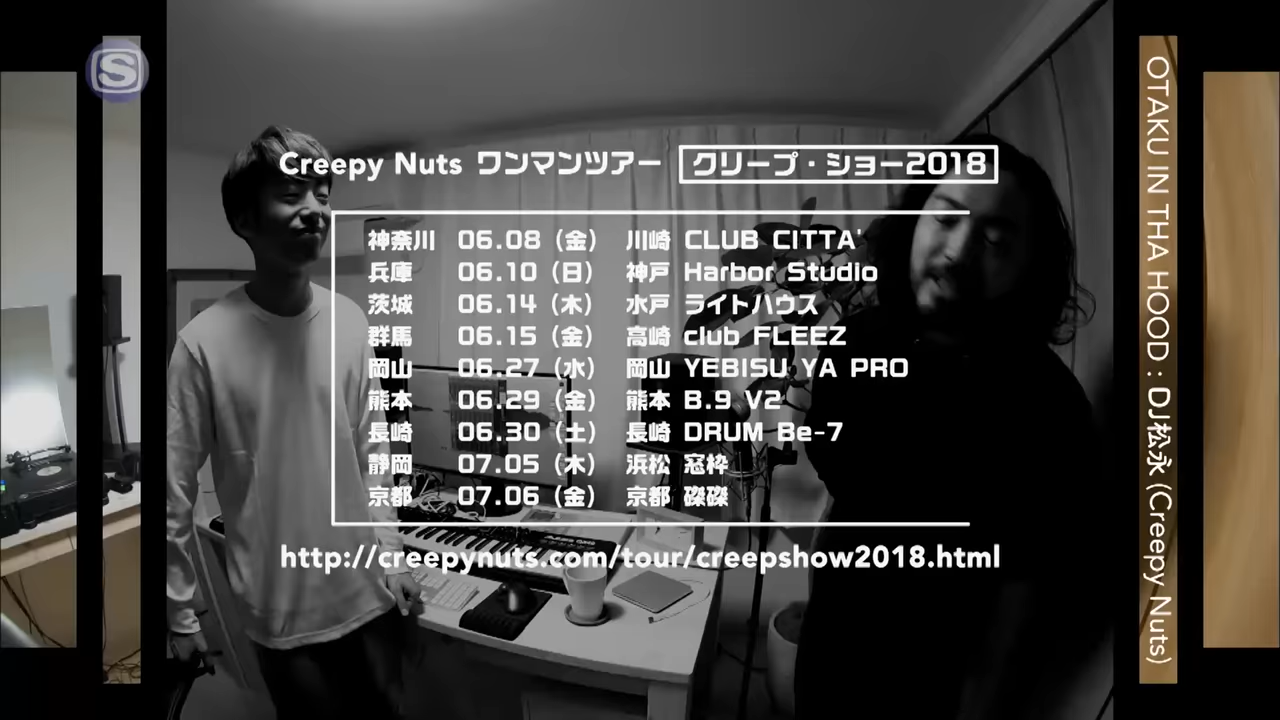 S
Creepy Nuts ワンマンツアー クリープ・ショー2018
神奈川 06.08（金） 川崎 CLUB CITTA'
兵庫 06.10（日） 神戸 Harbor Studio
茨城 06.14（木） 水戸 ライトハウス
群馬 06.15（金） 高崎 club FLEEZ
岡山 06.27（水） 岡山 YEBISU YA PRO
熊本 06.29（金） 熊本 B.9 V2
長崎 06.30（土） 長崎 DRUM Be-7
静岡 07.05（木） 浜松 窓枠
京都 07.06（金） 京都 磔磔
http://creepynuts.com/tour/creepshow2018.html
OTAKU IN THA HOOD : DJ松永 (Creepy Nuts)